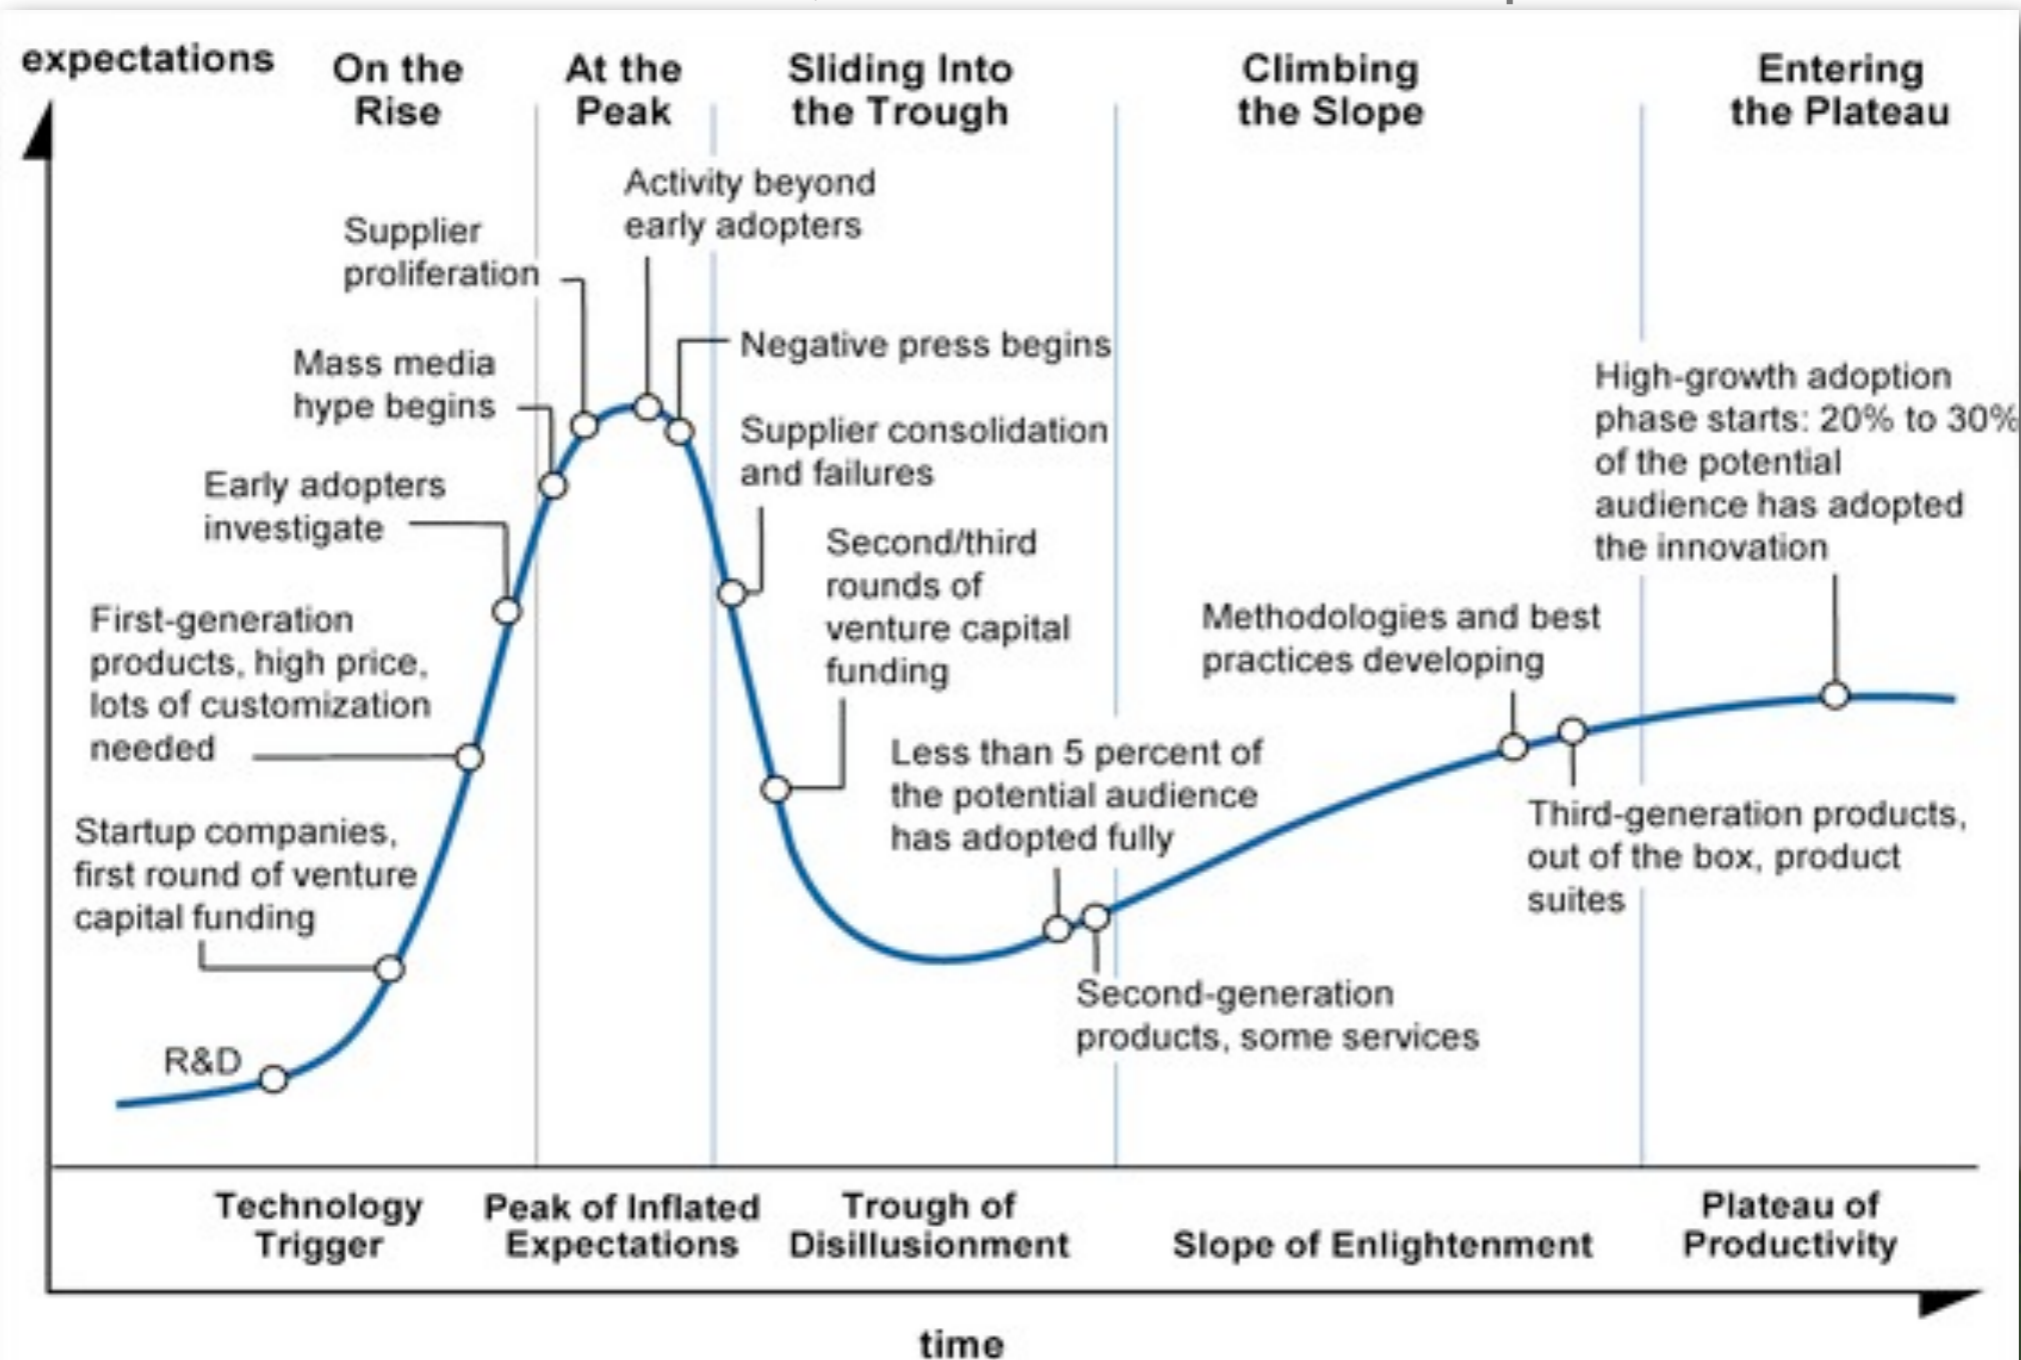 expectations
On the
Rise
At the
Peak
Sliding Into
the Trough
Climbing
the Slope
Entering
the Plateau
Activity beyond
early adopters
Supplier
proliferation
Negative press begins
Mass media
hype begins
Supplier consolidation
and failures
Early adopters
investigate
Second/third
rounds of
venture capital
funding
High-growth adoption
phase starts: 20% to 30%
of the potential
audience has adopted
the innovation
First-generation
products, high price,
lots of customization
needed
Methodologies and best
practices developing
Less than 5 percent of
the potential audience
has adopted fully
Startup companies,
first round of venture
capital funding
Third-generation products,
out of the box, product
suites
Second-generation
products, some services
R&D
Technology
Trigger
Peak of Inflated
Expectations
Trough of
Disillusionment
Slope of Enlightenment
Plateau of
Productivity
time